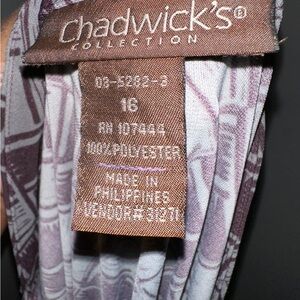 Chadwick's®
COLLECTION
03-5282-3
16
RN 107444
100% POLYESTER
MADE IN
PHILIPPINES
VENDOR# 31271